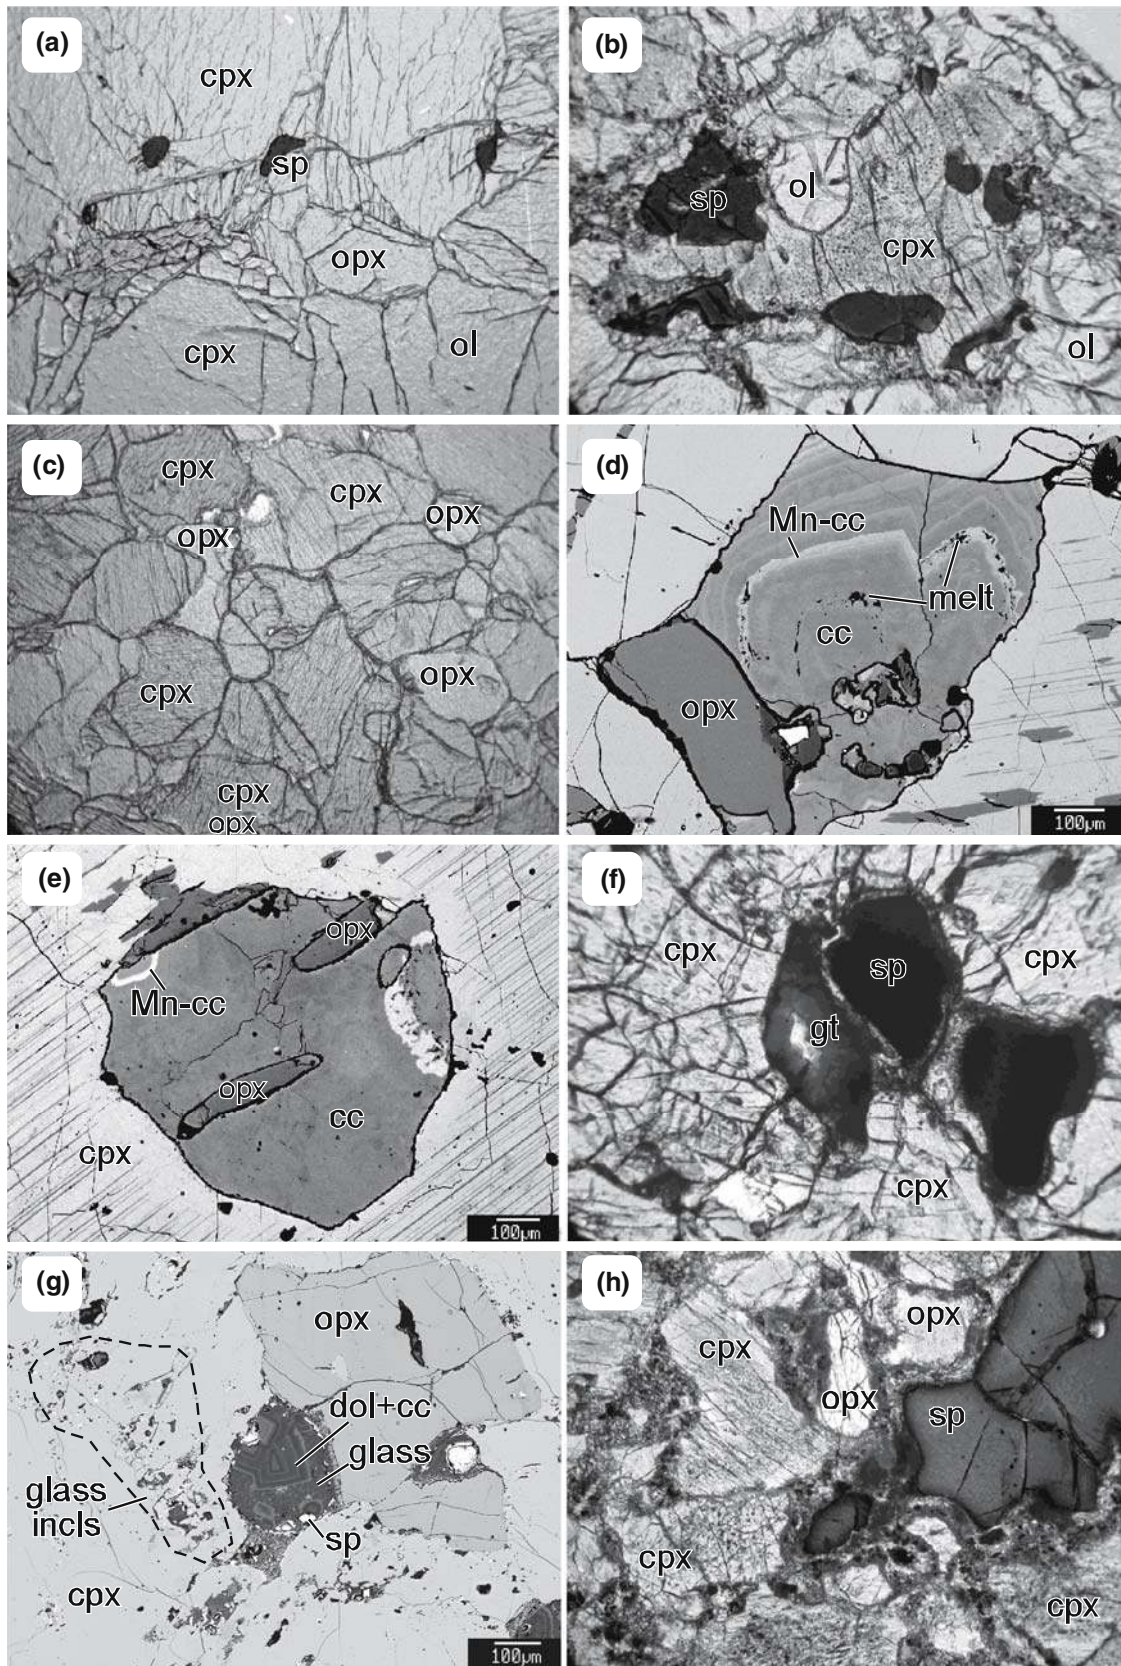 (a)
cpx
sp
opx
cpx
ol
(b)
ol
sp
cpx
ol
(c)
cpx
cpx
opx
opx
cpx
opx
cpx
opx
(d)
Mn-cc
melt
cc
opx
100µm
(e)
opx
Mn-cc
opx
cc
cpx
100µm
(f)
cpx
sp
cpx
gt
cpx
(g)
opx
dol+cc
glass
glass
incls
sp
cpx
100µm
(h)
opx
cpx
opx
sp
cpx
cpx